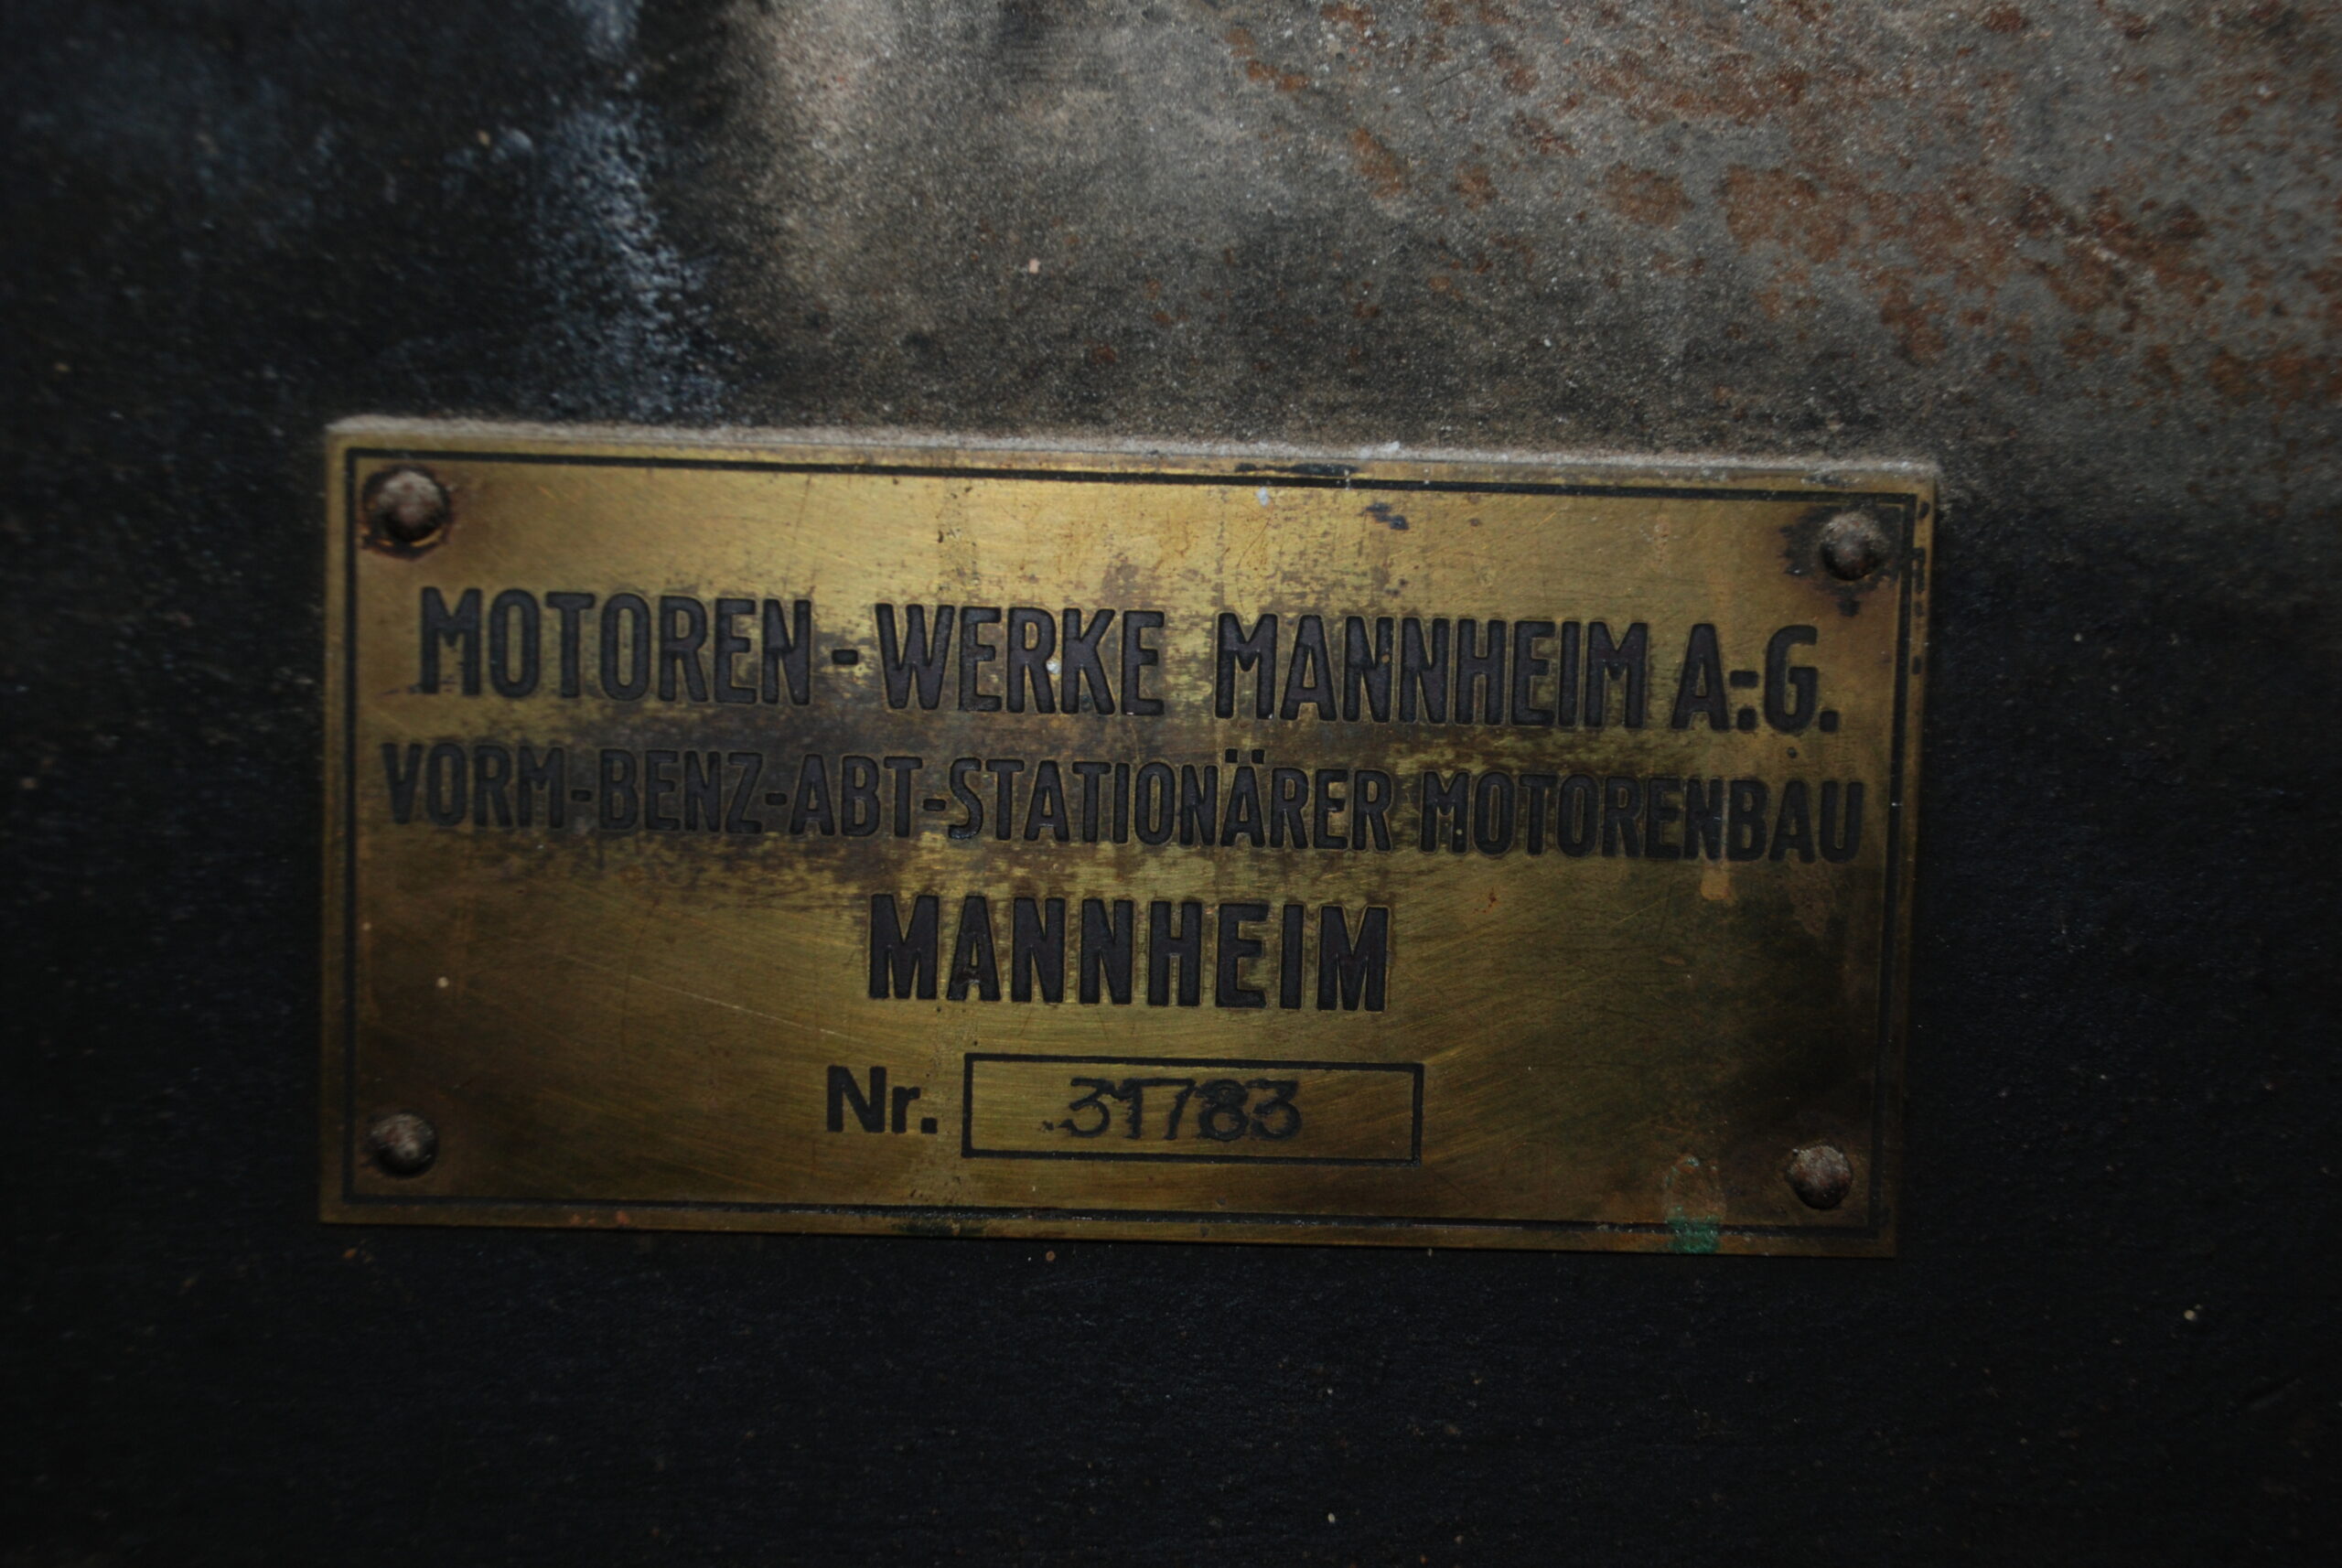 MOTOREN-WERKE MANNHEIM A.-G.
VORM-BENZ-ABT-STATIONÄRER MOTORENBAU
MANNHEIM
Nr. 31783